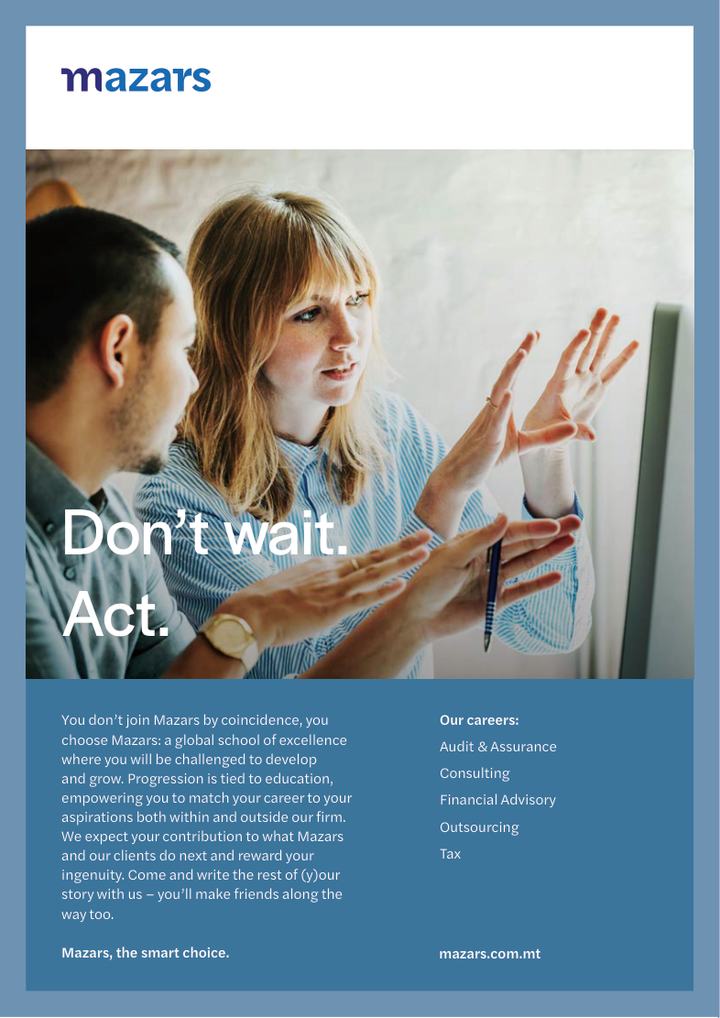 mazars
Don’t wait.
Act.
You don’t join Mazars by coincidence, you
choose Mazars: a global school of excellence
where you will be challenged to develop
and grow. Progression is tied to education,
empowering you to match your career to your
aspirations both within and outside our firm.
We expect your contribution to what Mazars
and our clients do next and reward your
ingenuity. Come and write the rest of (y)our
story with us – you’ll make friends along the
way too.
Mazars, the smart choice.
Our careers:
Audit & Assurance
Consulting
Financial Advisory
Outsourcing
Tax
mazars.com.mt